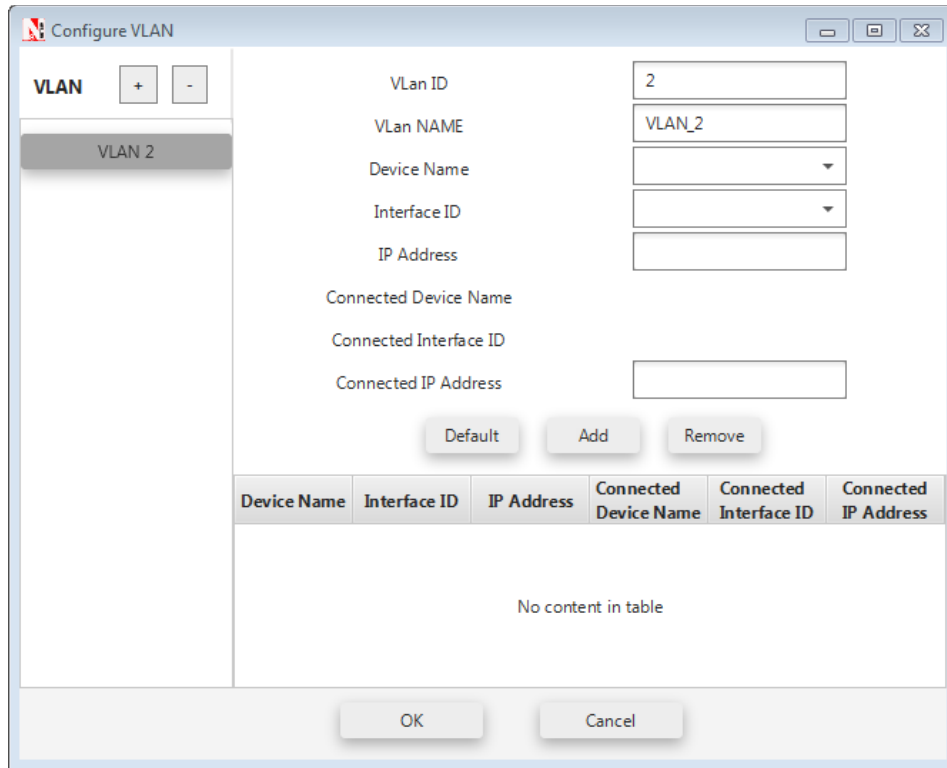 Configure VLAN
VLAN + -
VLAN 2
VLan ID 2
VLan NAME VLAN_2
Device Name
Interface ID
IP Address
Connected Device Name
Connected Interface ID
Connected IP Address
Default Add Remove
Device Name Interface ID IP Address Connected Device Name Connected Interface ID Connected IP Address
No content in table
OK Cancel